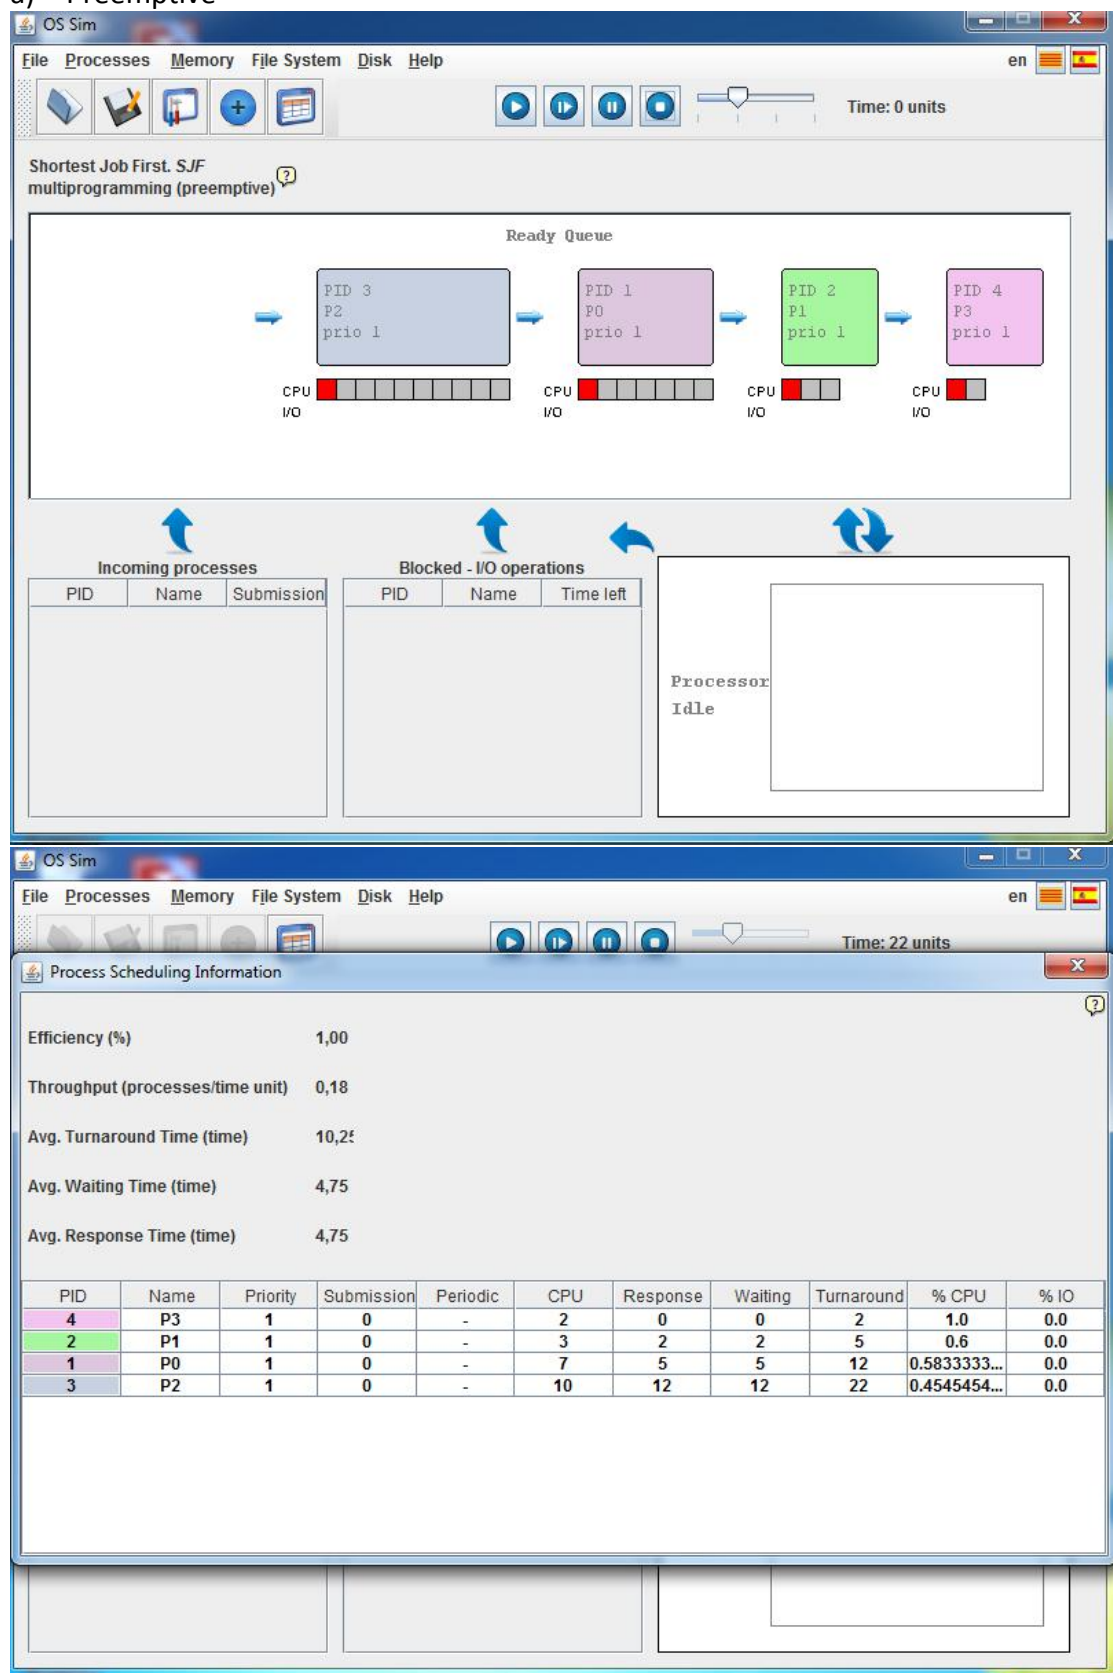 a) Preemptive
OS Sim
File Processes Memory File System Disk Help en
Time: 0 units
Shortest Job First. SJF
multiprogramming (preemptive)
Ready Queue
PID 3 PID 1 PID 2 PID 4
P2 P0 P1 P3
prio 1 prio 1 prio 1 prio 1
CPU CPU CPU CPU
I/O I/O I/O I/O
Incoming processes Blocked - I/O operations
PID Name Submission PID Name Time left
Processor
Idle
OS Sim
File Processes Memory File System Disk Help en
Time: 22 units
Process Scheduling Information
Efficiency (%) 1,00
Throughput (processes/time unit) 0,18
Avg. Turnaround Time (time) 10,25
Avg. Waiting Time (time) 4,75
Avg. Response Time (time) 4,75
PID Name Priority Submission Periodic CPU Response Waiting Turnaround % CPU % IO
4 P3 1 0 - 2 0 0 2 1.0 0.0
2 P1 1 0 - 3 2 2 5 0.6 0.0
1 P0 1 0 - 7 5 5 12 0.5833333... 0.0
3 P2 1 0 - 10 12 12 22 0.4545454... 0.0